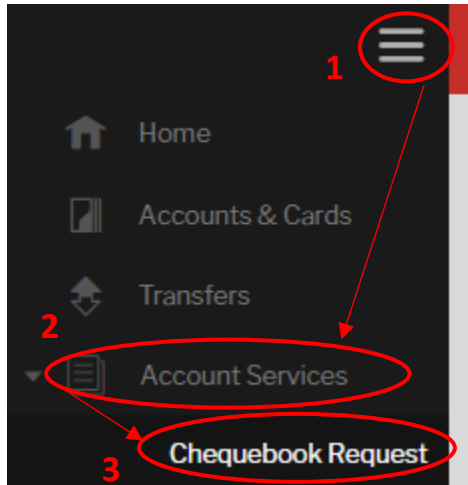 1
Home
Accounts & Cards
Transfers
2
Account Services
Chequebook Request
3